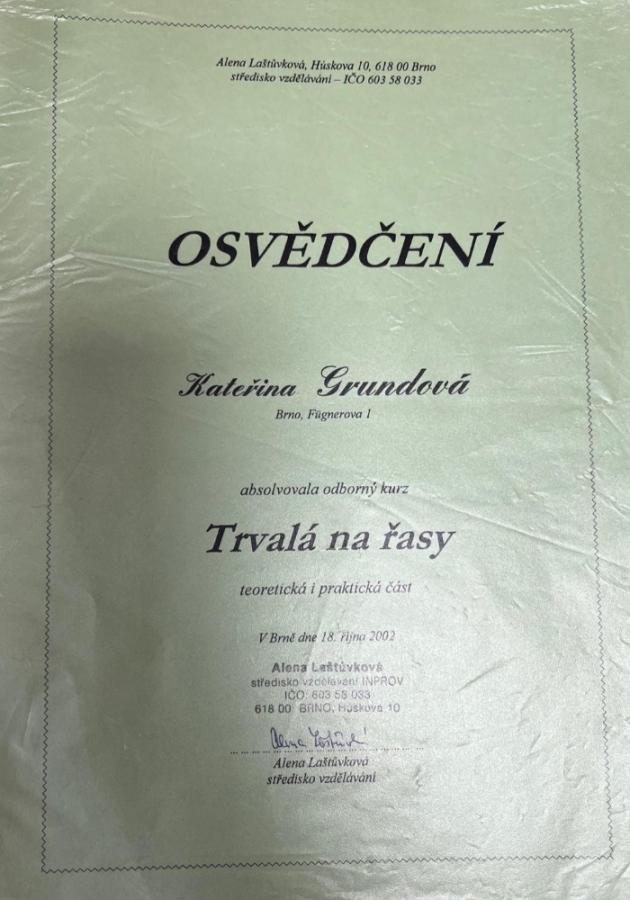 Alena Laštůvková, Húskova 10, 618 00 Brno
středisko vzdělávání – IČO 603 58 033
OSVĚDČENÍ
Kateřina Grundová
Brno, Fügnerova 1
absolvovala odborný kurz
Trvalá na řasy
teoretická i praktická část
V Brně dne 18. října 2002
Alena Laštůvková
středisko vzdělávání INPROV
IČO: 603 58 033
618 00 BRNO, Húskova 10
Alena Laštůvková
Alena Laštůvková
středisko vzdělávání